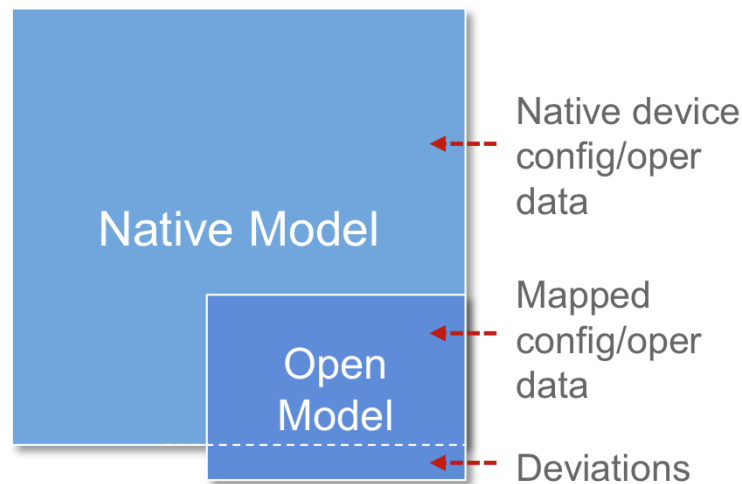 Native Model
Open
Model
Native device
config/oper
data
Mapped
config/oper
data
Deviations